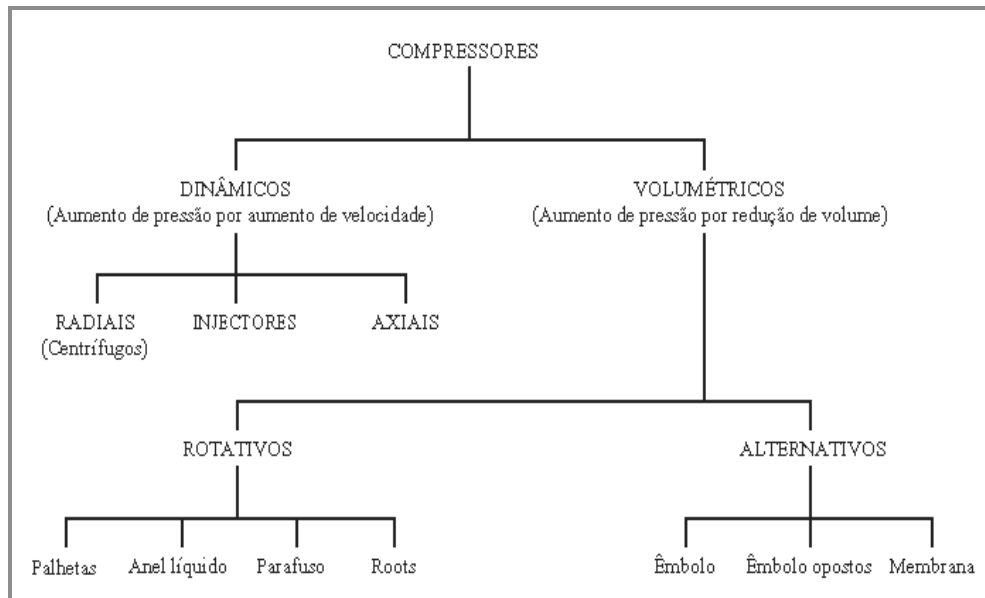 COMPRESSORES
DINÂMICOS
(Aumento de pressão por aumento de velocidade)
VOLUMÉTRICOS
(Aumento de pressão por redução de volume)
RADIAIS
(Centrífugos)
INJECTORES
AXIAIS
ROTATIVOS
ALTERNATIVOS
Palhetas
Anel líquido
Parafuso
Roots
Êmbolo
Êmbolo opostos
Membrana